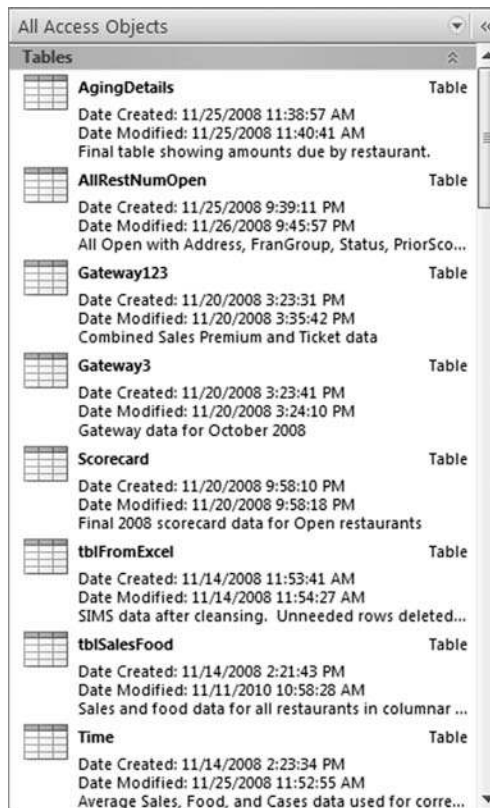 All Access Objects
Tables
AgingDetails Table
Date Created: 11/25/2008 11:38:57 AM
Date Modified: 11/25/2008 11:40:41 AM
Final table showing amounts due by restaurant.
AllRestNumOpen Table
Date Created: 11/25/2008 9:39:11 PM
Date Modified: 11/26/2008 9:45:57 PM
All Open with Address, FranGroup, Status, PriorSco...
Gateway123 Table
Date Created: 11/20/2008 3:23:31 PM
Date Modified: 11/20/2008 3:35:42 PM
Combined Sales Premium and Ticket data
Gateway3 Table
Date Created: 11/20/2008 3:23:41 PM
Date Modified: 11/20/2008 3:24:10 PM
Gateway data for October 2008
Scorecard Table
Date Created: 11/20/2008 9:58:10 PM
Date Modified: 11/20/2008 9:58:18 PM
Final 2008 scorecard data for Open restaurants
tblFromExcel Table
Date Created: 11/14/2008 11:53:41 AM
Date Modified: 11/14/2008 11:54:27 AM
SIMS data after cleansing.  Unneeded rows deleted...
tblSalesFood Table
Date Created: 11/14/2008 2:21:43 PM
Date Modified: 11/11/2010 10:58:28 AM
Sales and food data for all restaurants in columnar ...
Time Table
Date Created: 11/14/2008 2:23:34 PM
Date Modified: 11/25/2008 11:52:55 AM
Average Sales, Food, and Cases data used for corre...